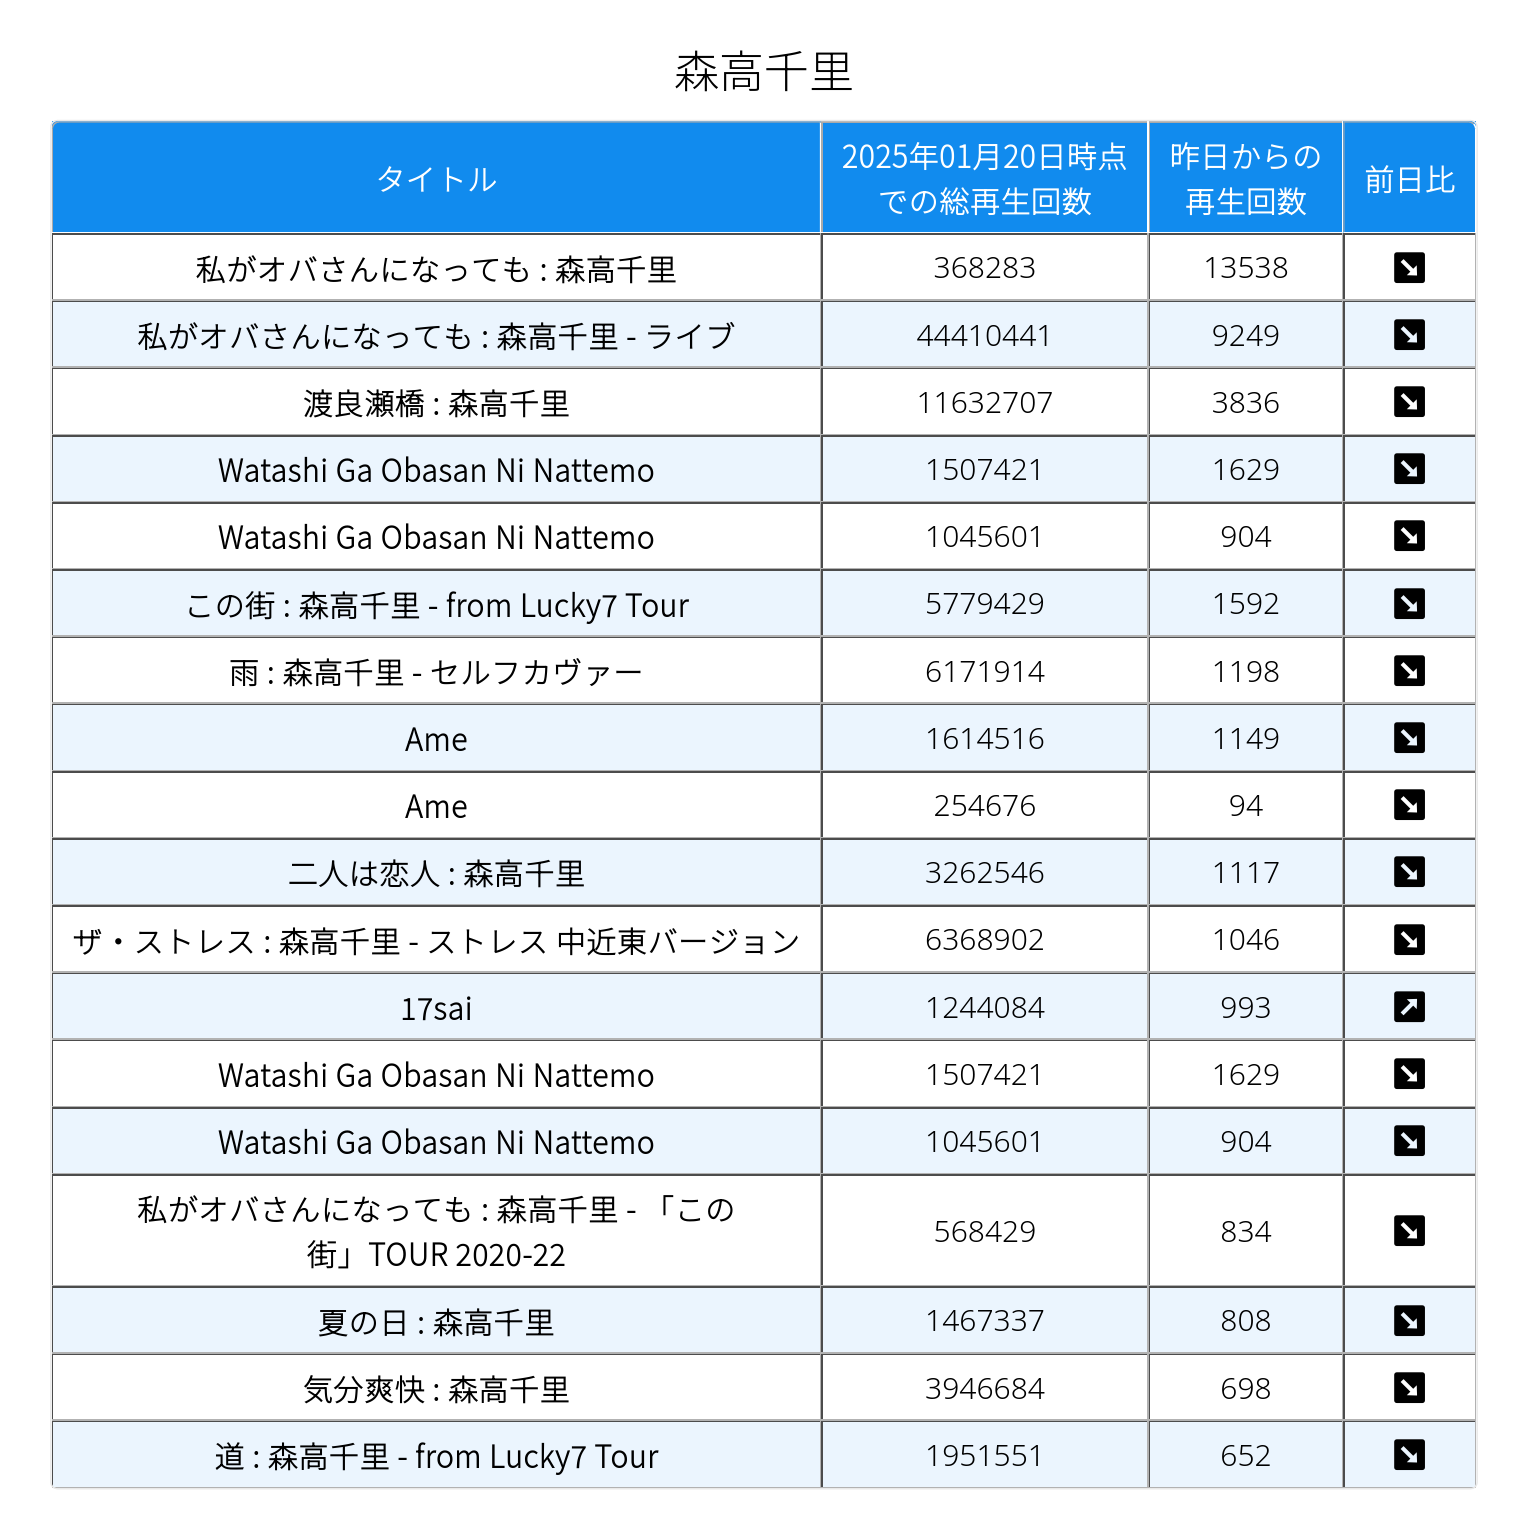 森高千里
タイトル 2025年01月20日時点での総再生回数 昨日からの再生回数 前日比
私がオバさんになっても : 森高千里 368283 13538 ↘
私がオバさんになっても : 森高千里 - ライブ 44410441 9249 ↘
渡良瀬橋 : 森高千里 11632707 3836 ↘
Watashi Ga Obasan Ni Nattemo 1507421 1629 ↘
Watashi Ga Obasan Ni Nattemo 1045601 904 ↘
この街 : 森高千里 - from Lucky7 Tour 5779429 1592 ↘
雨 : 森高千里 - セルフカヴァー 6171914 1198 ↘
Ame 1614516 1149 ↘
Ame 254676 94 ↘
二人は恋人 : 森高千里 3262546 1117 ↘
ザ・ストレス : 森高千里 - ストレス 中近東バージョン 6368902 1046 ↘
17sai 1244084 993 ↗
Watashi Ga Obasan Ni Nattemo 1507421 1629 ↘
Watashi Ga Obasan Ni Nattemo 1045601 904 ↘
私がオバさんになっても : 森高千里 - 「この街」TOUR 2020-22 568429 834 ↘
夏の日 : 森高千里 1467337 808 ↘
気分爽快 : 森高千里 3946684 698 ↘
道 : 森高千里 - from Lucky7 Tour 1951551 652 ↘